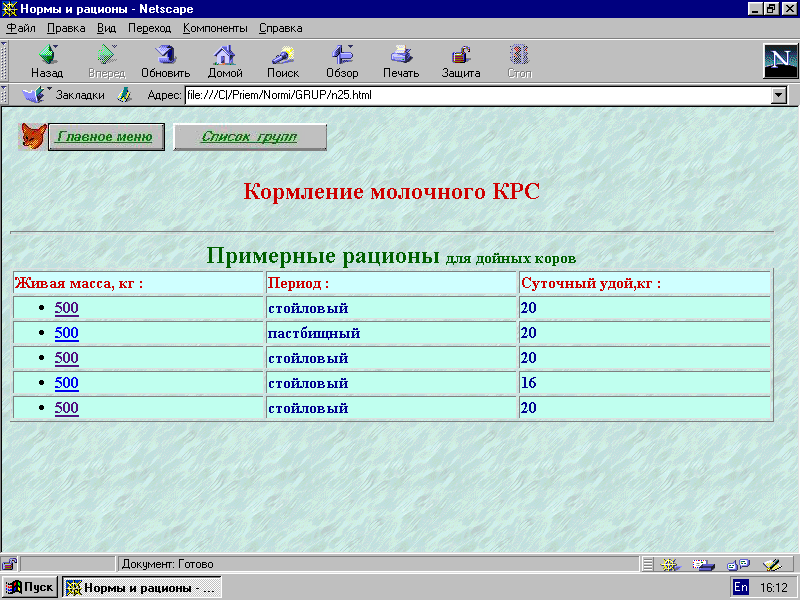 Нормы и рационы - Netscape
Файл Правка Вид Переход Компоненты Справка
Назад Вперед Обновить Домой Поиск Обзор Печать Защита Стоп
N
Закладки Адрес: file:///C|/Priem/Normi/GRUP/n25.html
Главное меню Список групп
Кормление молочного КРС
Примерные рационы для дойных коров
Живая масса, кг : Период : Суточный удой,кг :
• 500 стойловый 20
• 500 пастбищный 20
• 500 стойловый 20
• 500 стойловый 16
• 500 стойловый 20
Документ: Готово
Пуск Нормы и рационы - ... En 16:12